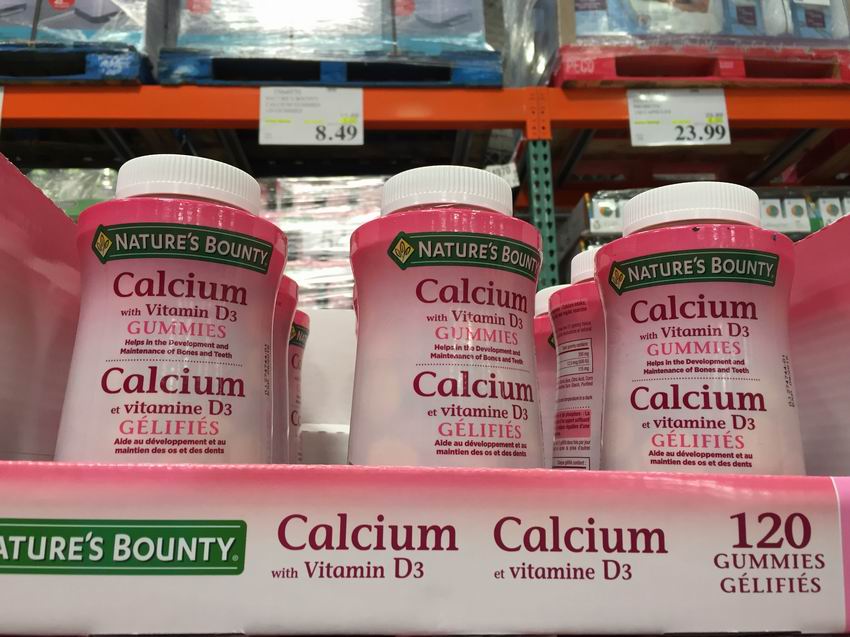 NATURE'S BOUNTY
CALCIUM GUMMIES
8.49
23.99
PECO
NATURE'S BOUNTY
Calcium
with Vitamin D3
GUMMIES
Helps in the Development and
Maintenance of Bones and Teeth
Calcium
et vitamine D3
GÉLIFIÉS
Aide au développement et au
maintien des os et des dents
NATURE'S BOUNTY
Calcium
with Vitamin D3
GUMMIES
Helps in the Development and
Maintenance of Bones and Teeth
Calcium
et vitamine D3
GÉLIFIÉS
Aide au développement et au
maintien des os et des dents
NATURE'S BOUNTY
Calcium
with Vitamin D3
GUMMIES
Helps in the Development and
Maintenance of Bones and Teeth
Calcium
et vitamine D3
GÉLIFIÉS
Aide au développement et au
maintien des os et des dents
ATURE'S BOUNTY®
Calcium
with Vitamin D3
Calcium
et vitamine D3
120
GUMMIES
GÉLIFIÉS